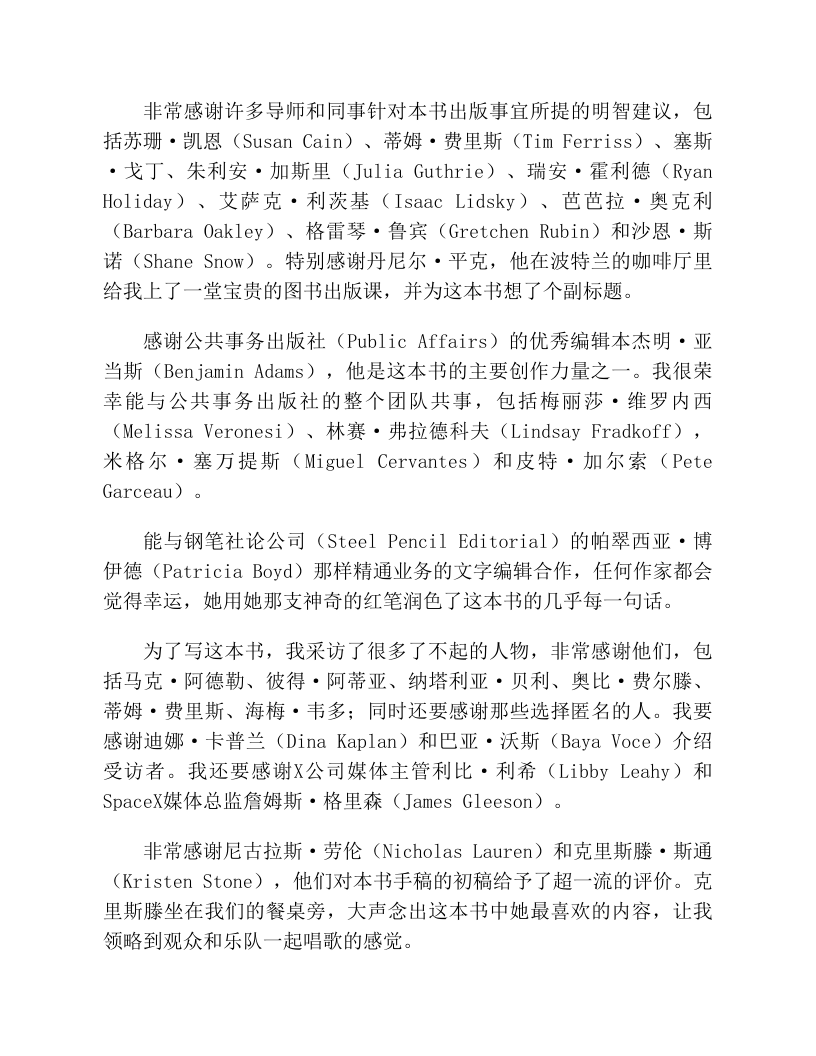 非常感谢许多导师和同事针对本书出版事宜所提的明智建议，包
括苏珊·凯恩（Susan Cain）、蒂姆·费里斯（Tim Ferriss）、塞斯
·戈丁、朱利安·加斯里（Julia Guthrie）、瑞安·霍利德（Ryan
Holiday）、艾萨克·利茨基（Isaac Lidsky）、芭芭拉·奥克利
（Barbara Oakley）、格雷琴·鲁宾（Gretchen Rubin）和沙恩·斯
诺（Shane Snow）。特别感谢丹尼尔·平克，他在波特兰的咖啡厅里
给我上了一堂宝贵的图书出版课，并为这本书想了个副标题。
感谢公共事务出版社（Public Affairs）的优秀编辑本杰明·亚
当斯（Benjamin Adams），他是这本书的主要创作力量之一。我很荣
幸能与公共事务出版社的整个团队共事，包括梅丽莎·维罗内西
（Melissa Veronesi）、林赛·弗拉德科夫（Lindsay Fradkoff），
米格尔·塞万提斯（Miguel Cervantes）和皮特·加尔索（Pete
Garceau）。
能与钢笔社论公司（Steel Pencil Editorial）的帕翠西亚·博
伊德（Patricia Boyd）那样精通业务的文字编辑合作，任何作家都会
觉得幸运，她用她那支神奇的红笔润色了这本书的几乎每一句话。
为了写这本书，我采访了很多了不起的人物，非常感谢他们，包
括马克·阿德勒、彼得·阿蒂亚、纳塔利亚·贝利、奥比·费尔滕、
蒂姆·费里斯、海梅·韦多；同时还要感谢那些选择匿名的人。我要
感谢迪娜·卡普兰（Dina Kaplan）和巴亚·沃斯（Baya Voce）介绍
受访者。我还要感谢X公司媒体主管利比·利希（Libby Leahy）和
SpaceX媒体总监詹姆斯·格里森（James Gleeson）。
非常感谢尼古拉斯·劳伦（Nicholas Lauren）和克里斯滕·斯通
（Kristen Stone），他们对本书手稿的初稿给予了超一流的评价。克
里斯滕坐在我们的餐桌旁，大声念出这本书中她最喜欢的内容，让我
领略到观众和乐队一起唱歌的感觉。